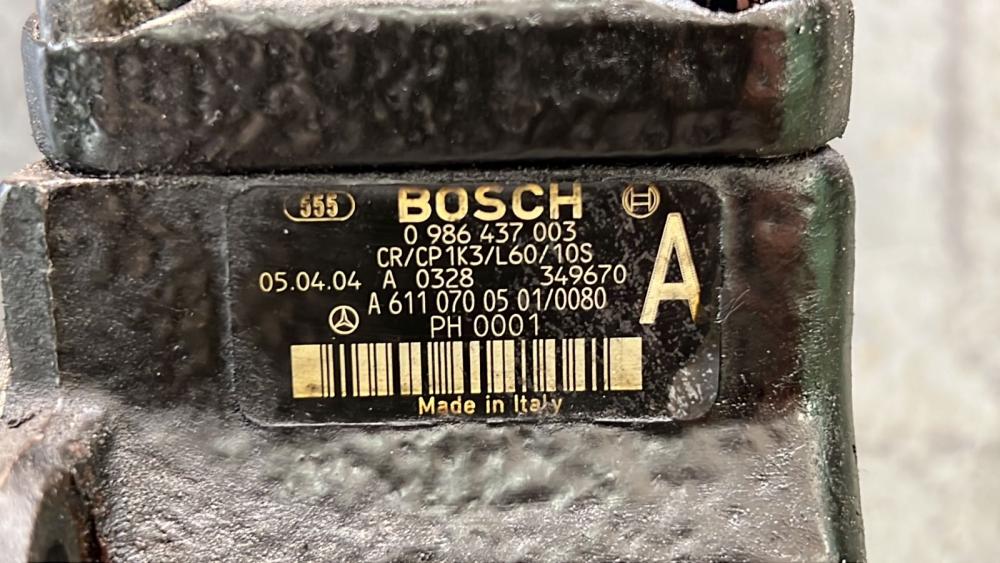 555 BOSCH
0 986 437 003
CR/CP1K3/L60/10S
05.04.04 A 0328 349670
A
A 611 070 05 01/0080
PH 0001
Made in Italy